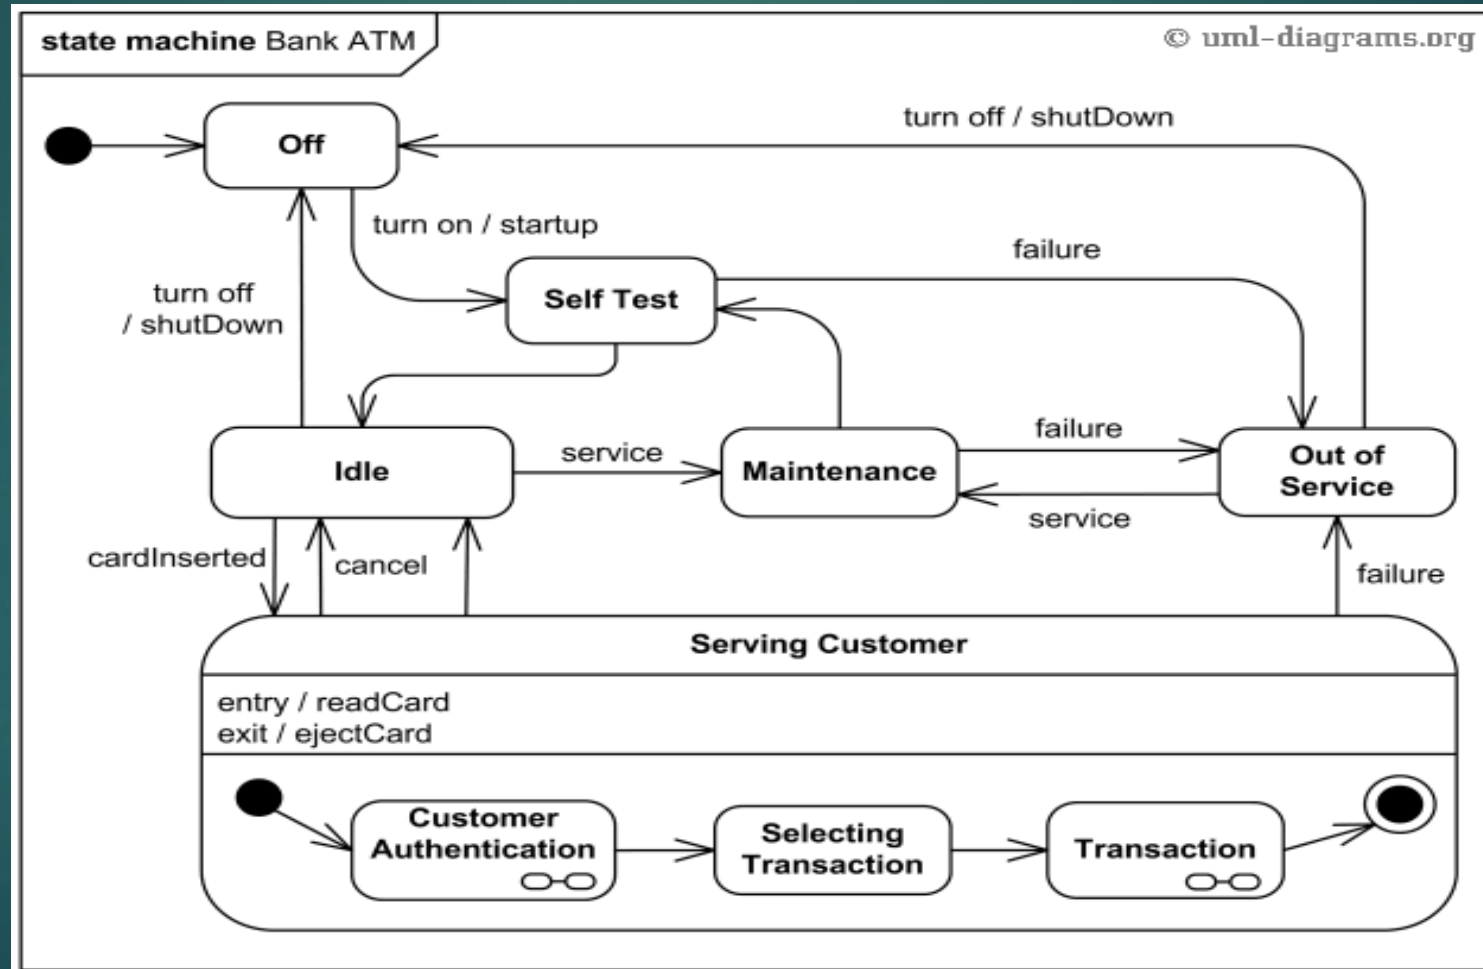 state machine Bank ATM
© uml-diagrams.org
Off
turn off / shutDown
turn on / startup
failure
turn off
/ shutDown
Self Test
Idle
service
Maintenance
failure
service
Out of
Service
cardInserted
cancel
failure
Serving Customer
entry / readCard
exit / ejectCard
Customer
Authentication
Selecting
Transaction
Transaction